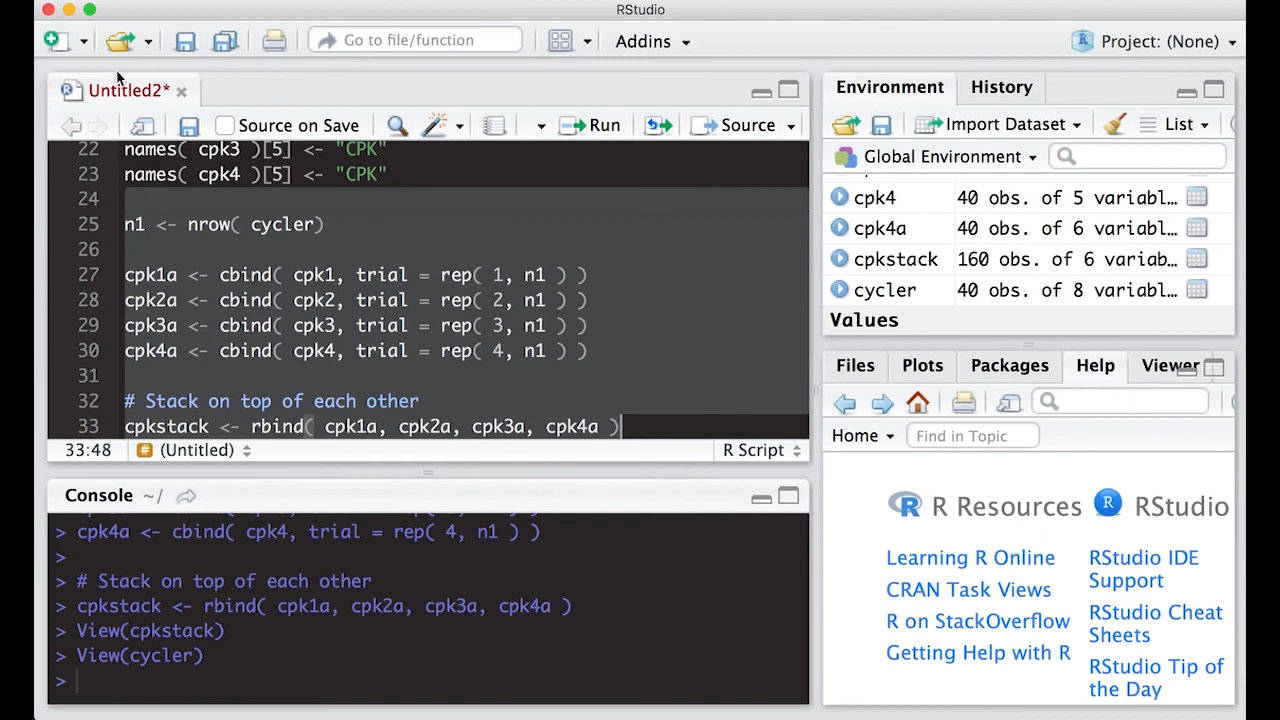 RStudio
Go to file/function
Addins
Project: (None)
Untitled2*
Source on Save
Run
Source
22 names( cpk3 )[5] <- "CPK"
23 names( cpk4 )[5] <- "CPK"
24
25 n1 <- nrow( cycler)
26
27 cpk1a <- cbind( cpk1, trial = rep( 1, n1 ) )
28 cpk2a <- cbind( cpk2, trial = rep( 2, n1 ) )
29 cpk3a <- cbind( cpk3, trial = rep( 3, n1 ) )
30 cpk4a <- cbind( cpk4, trial = rep( 4, n1 ) )
31
32 # Stack on top of each other
33 cpkstack <- rbind( cpk1a, cpk2a, cpk3a, cpk4a )
33:48 # (Untitled) R Script
Console ~/
> cpk4a <- cbind( cpk4, trial = rep( 4, n1 ) )
>
> # Stack on top of each other
> cpkstack <- rbind( cpk1a, cpk2a, cpk3a, cpk4a )
> View(cpkstack)
> View(cycler)
>
Environment History
Import Dataset List
Global Environment
cpk4 40 obs. of 5 variabl…
cpk4a 40 obs. of 6 variabl…
cpkstack 160 obs. of 6 variab…
cycler 40 obs. of 8 variabl…
Values
Files Plots Packages Help Viewer
Home Find in Topic
R Resources
Learning R Online
CRAN Task Views
R on StackOverflow
Getting Help with R
R RStudio
RStudio IDE
Support
RStudio Cheat
Sheets
RStudio Tip of
the Day